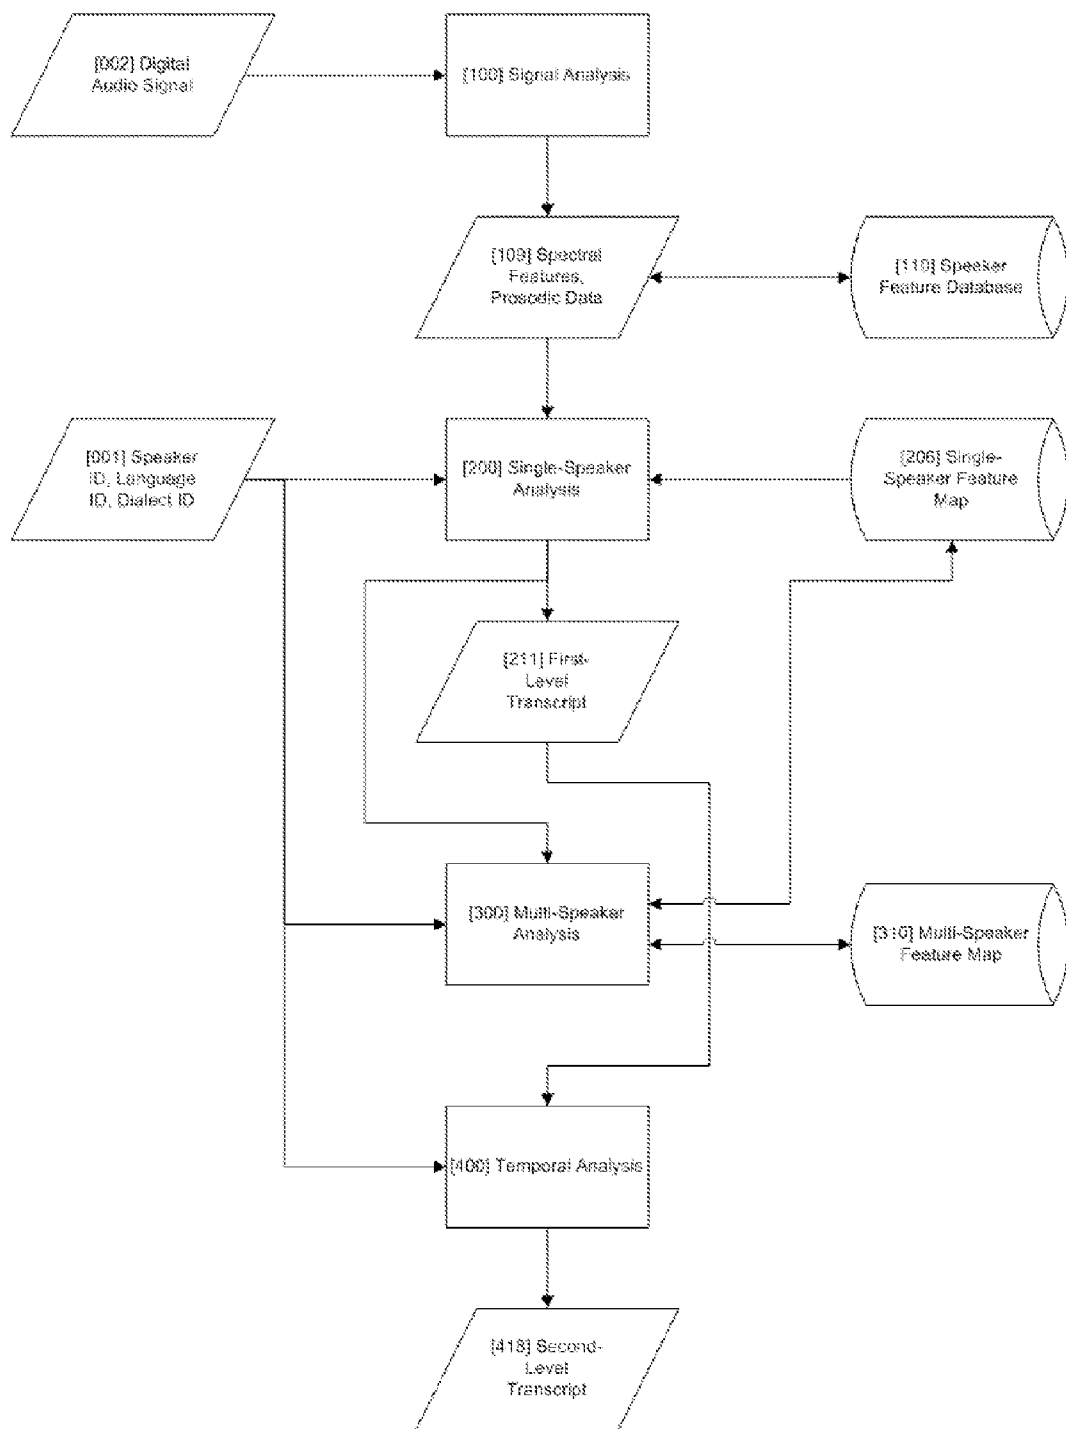 [002] Digital
Audio Signal
[100] Signal Analysis
[109] Spectral
Features,
Prosodic Data
[110] Speaker
Feature Database
[001] Speaker
ID, Language
ID, Dialect ID
[200] Single-Speaker
Analysis
[206] Single-
Speaker Feature
Map
[211] First-
Level
Transcript
[300] Multi-Speaker
Analysis
[310] Multi-Speaker
Feature Map
[400] Temporal Analysis
[418] Second-
Level
Transcript